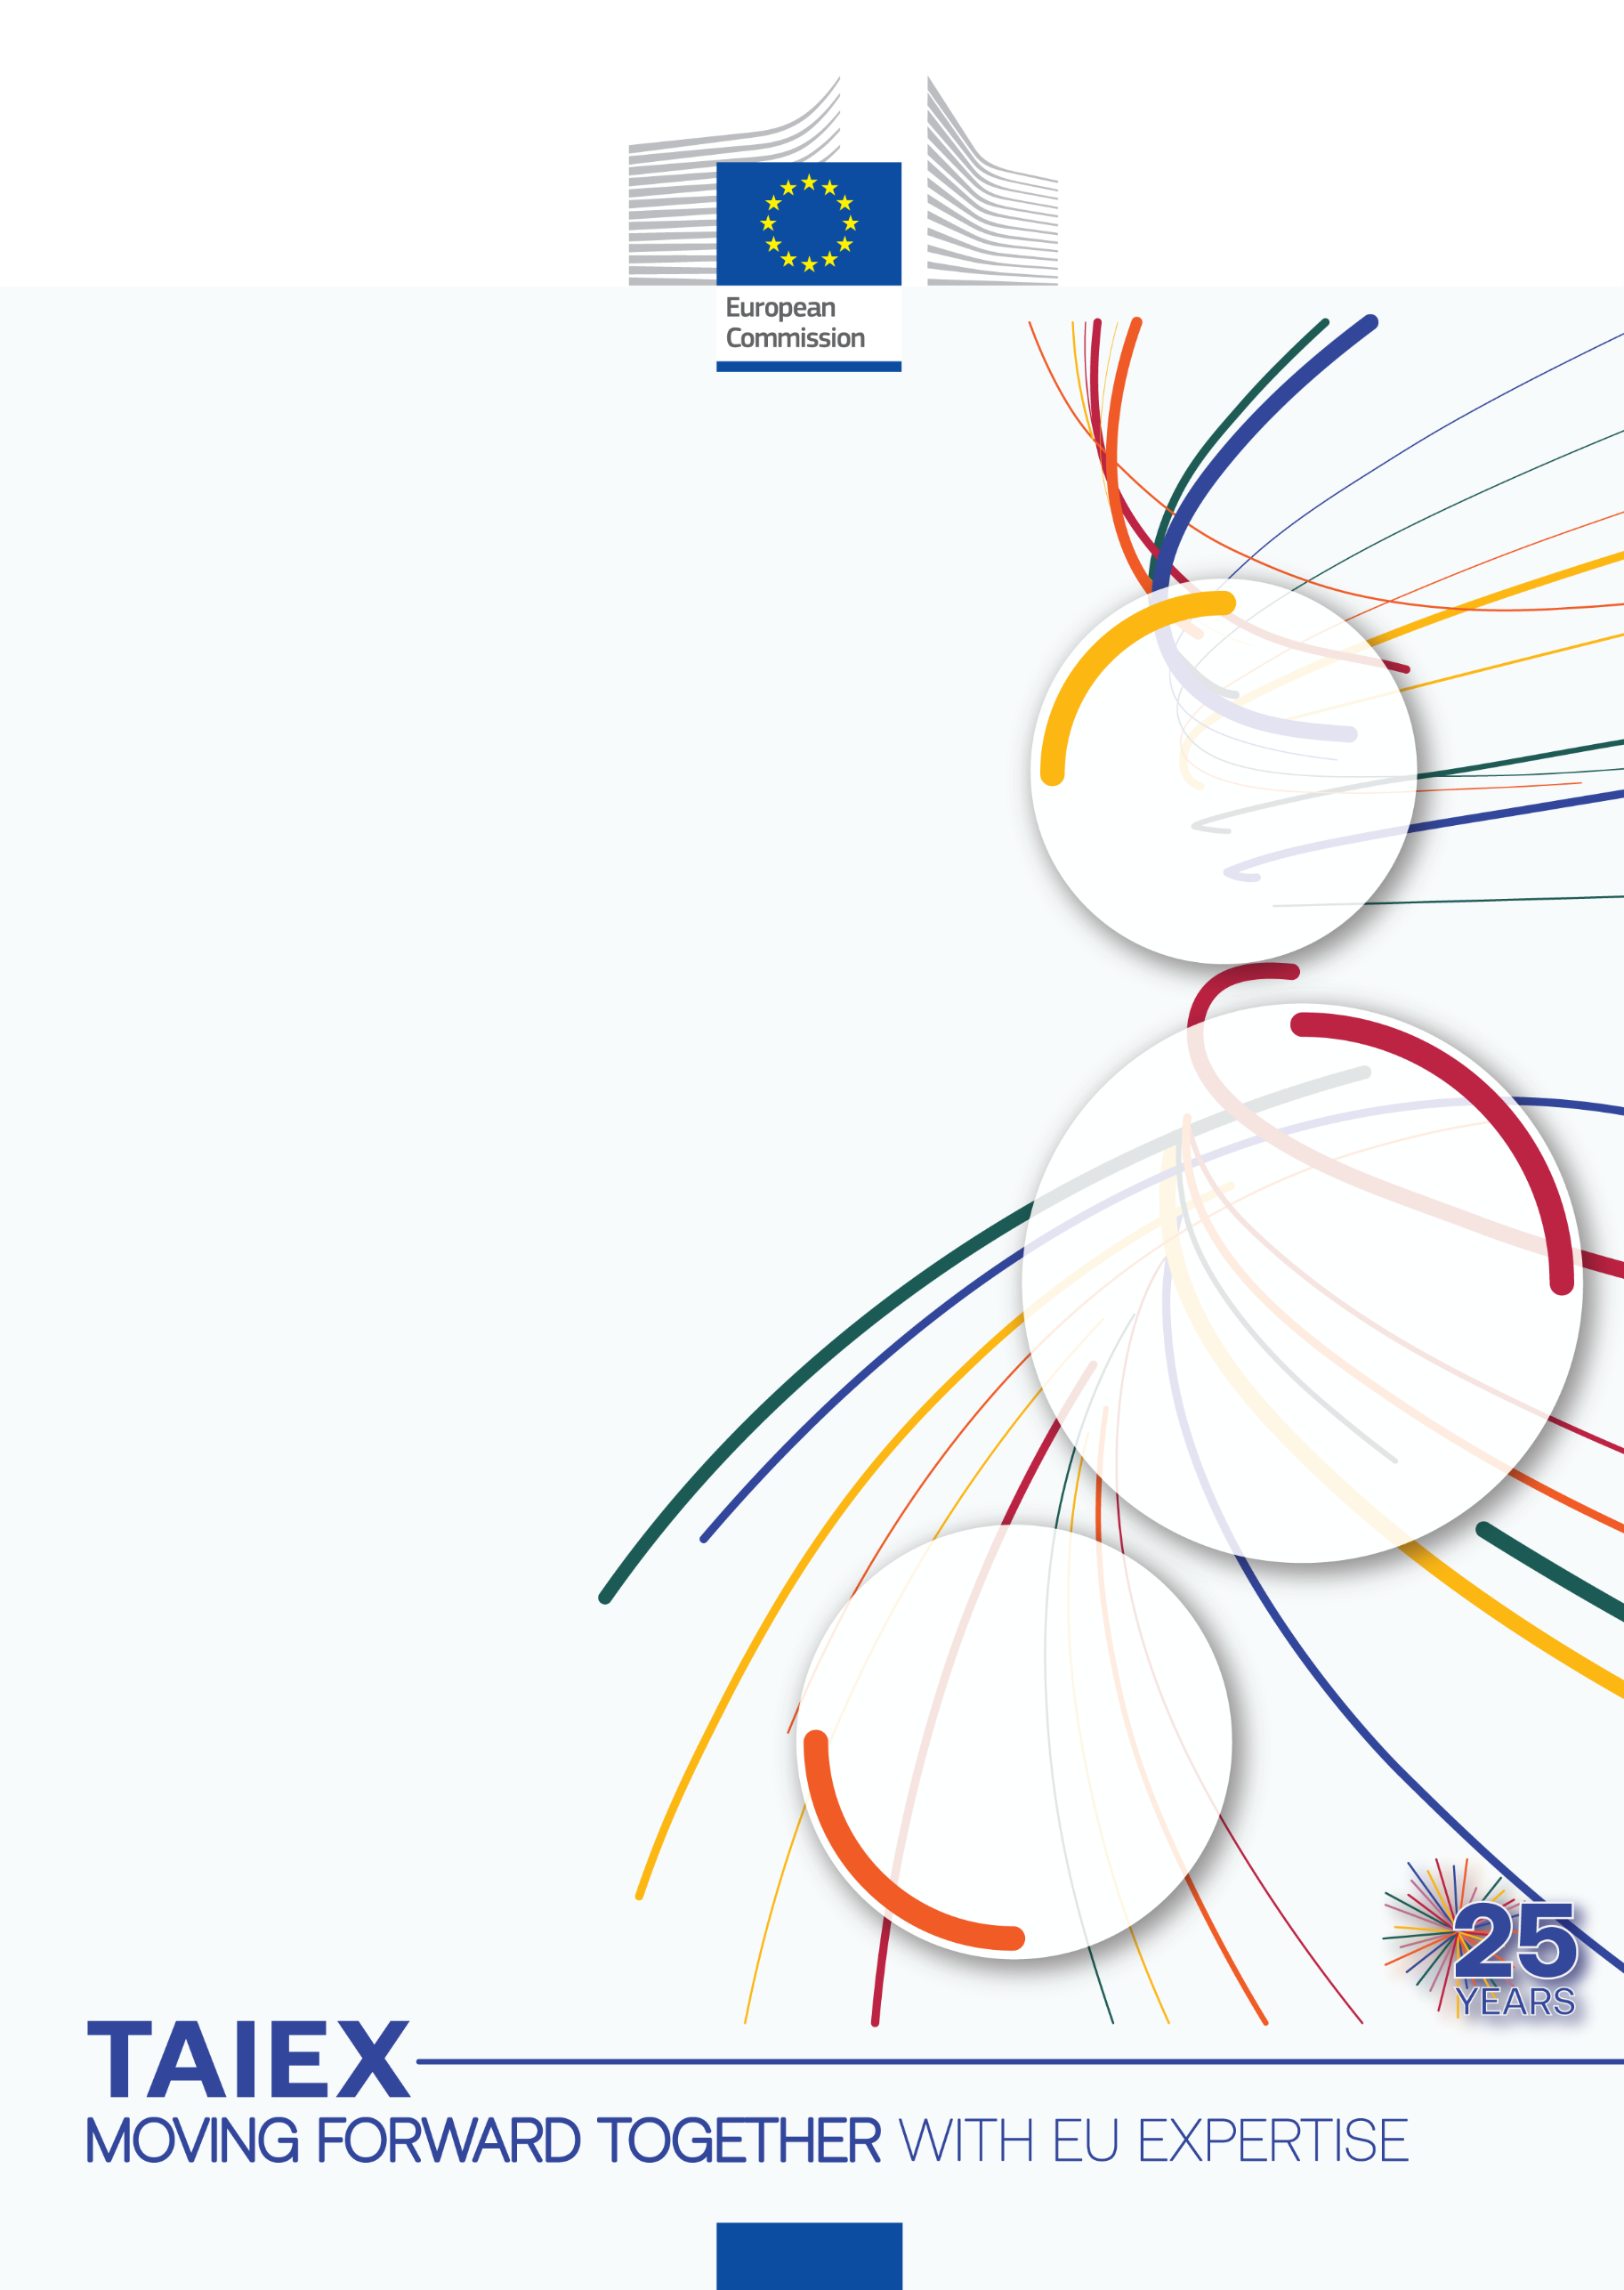 European
Commission
25
YEARS
TAIEX
MOVING FORWARD TOGETHER WITH EU EXPERTISE